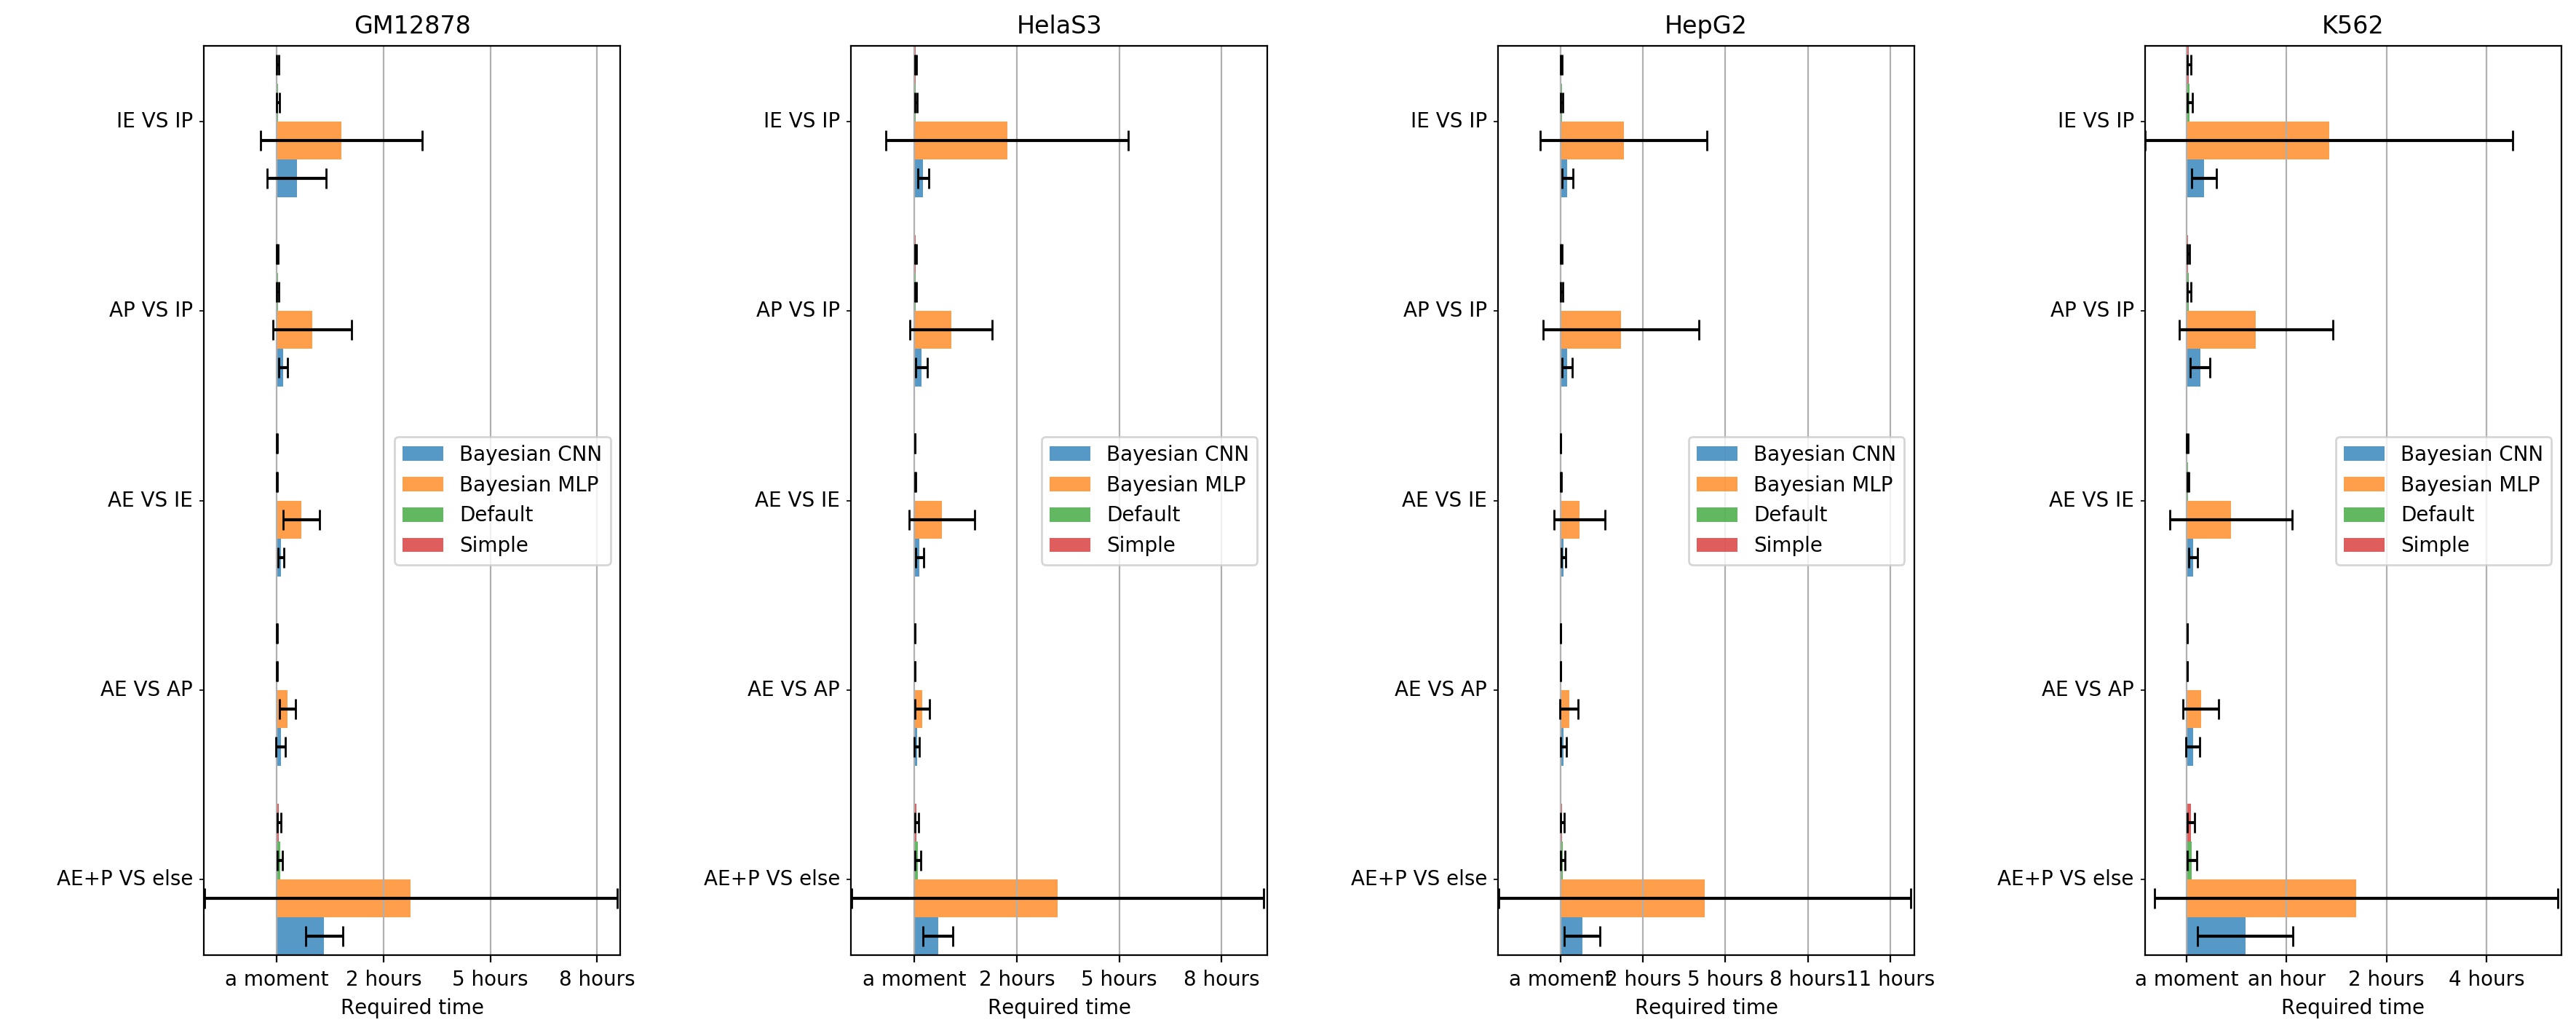 GM12878
IE VS IP
AP VS IP
AE VS IE
AE VS AP
AE+P VS else
Bayesian CNN
Bayesian MLP
Default
Simple
a moment 2 hours 5 hours 8 hours
Required time
HelaS3
IE VS IP
AP VS IP
AE VS IE
AE VS AP
AE+P VS else
Bayesian CNN
Bayesian MLP
Default
Simple
a moment 2 hours 5 hours 8 hours
Required time
HepG2
IE VS IP
AP VS IP
AE VS IE
AE VS AP
AE+P VS else
Bayesian CNN
Bayesian MLP
Default
Simple
a moment 2 hours 5 hours 8 hours 11 hours
Required time
K562
IE VS IP
AP VS IP
AE VS IE
AE VS AP
AE+P VS else
Bayesian CNN
Bayesian MLP
Default
Simple
a moment an hour 2 hours 4 hours
Required time